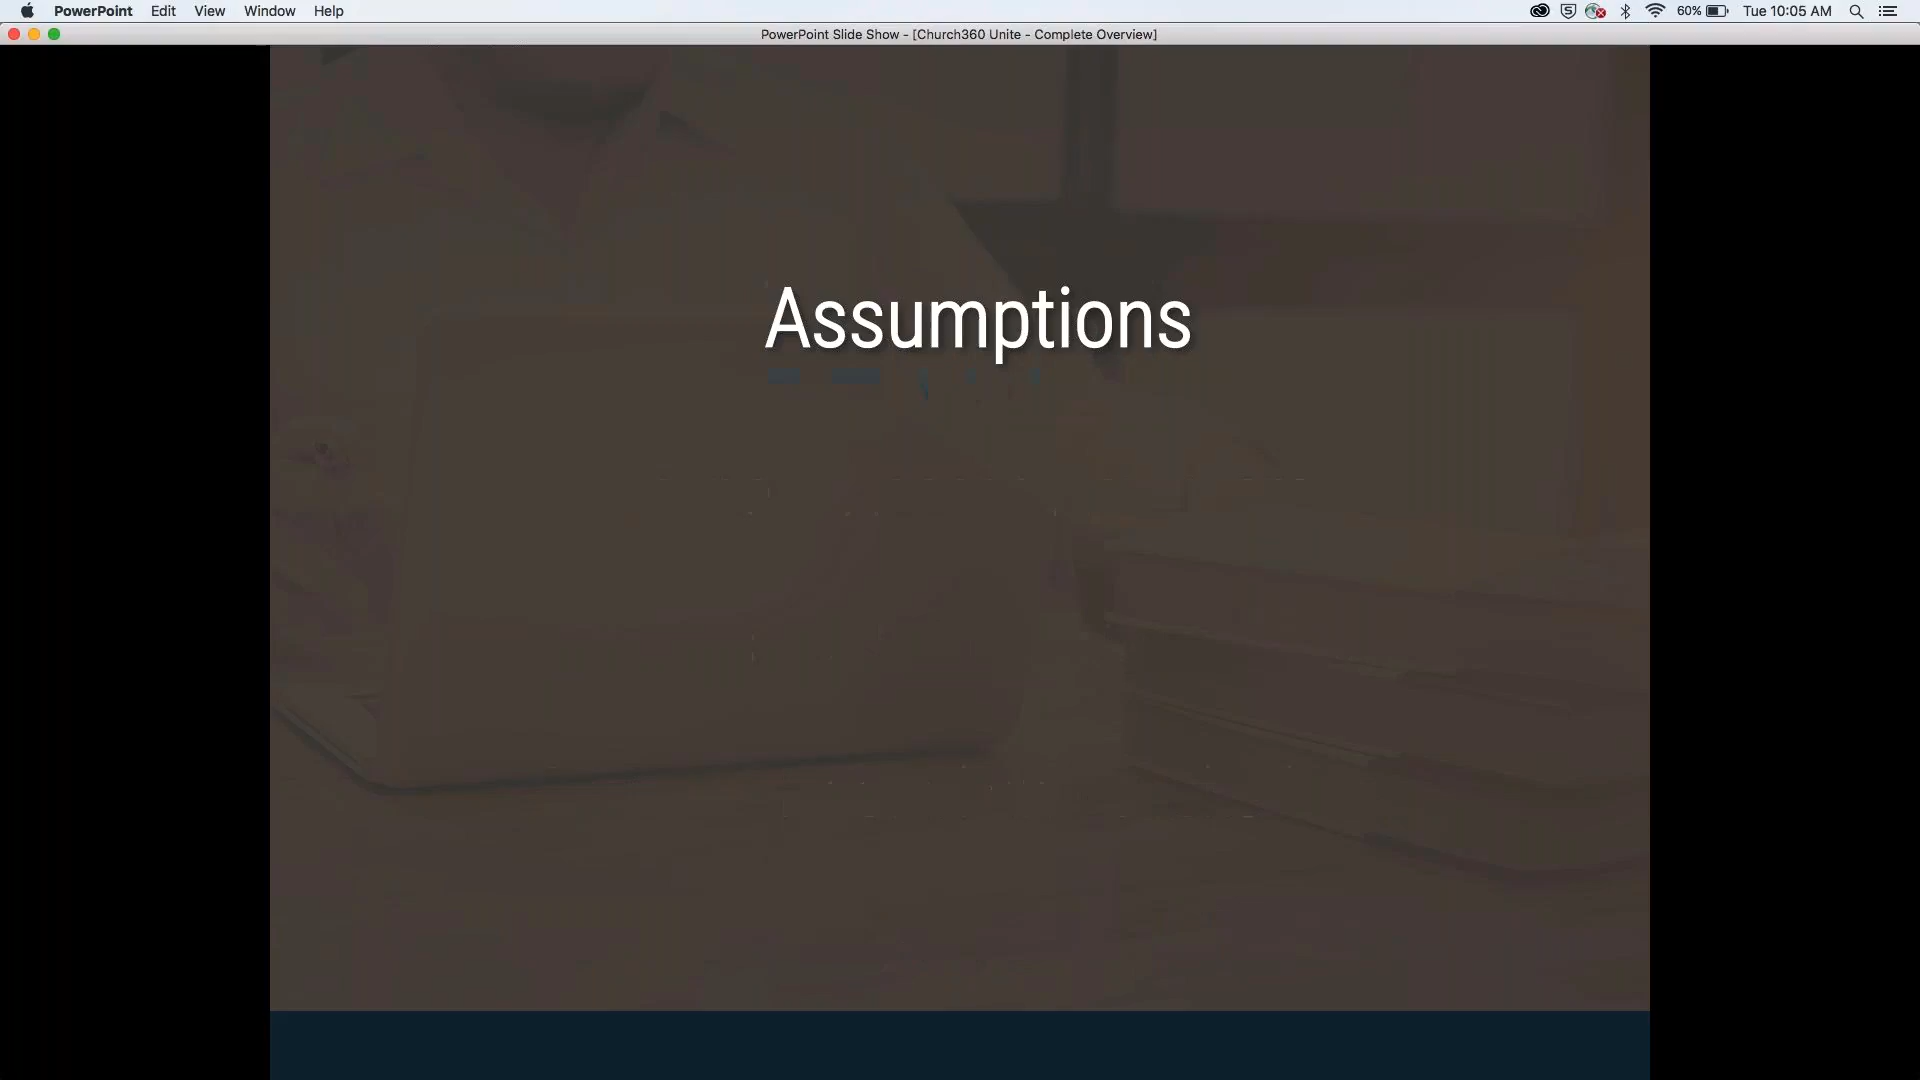 PowerPoint Edit View Window Help 60% Tue 10:05 AM
PowerPoint Slide Show - [Church360 Unite - Complete Overview]
Assumptions